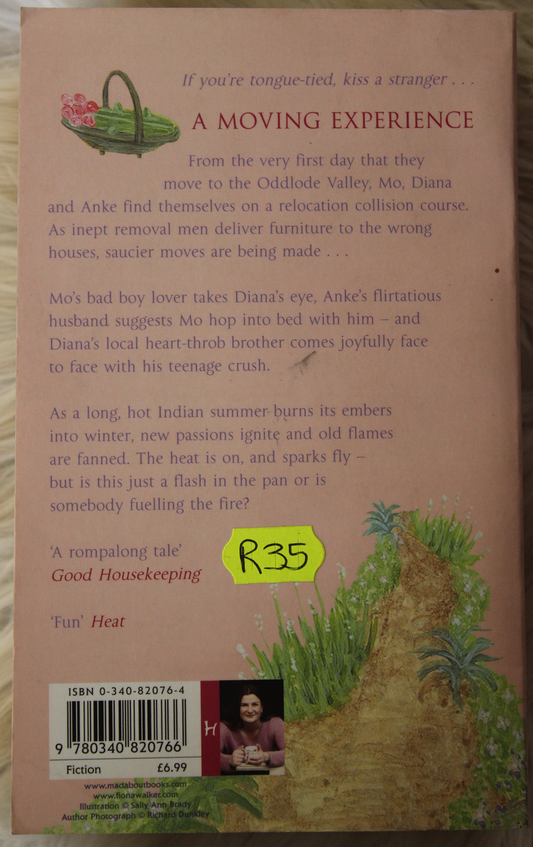 If you're tongue-tied, kiss a stranger . . .
A MOVING EXPERIENCE
From the very first day that they
move to the Oddlode Valley, Mo, Diana
and Anke find themselves on a relocation collision course.
As inept removal men deliver furniture to the wrong
houses, saucier moves are being made . . .
Mo's bad boy lover takes Diana's eye, Anke's flirtatious
husband suggests Mo hop into bed with him – and
Diana's local heart-throb brother comes joyfully face
to face with his teenage crush.
As a long, hot Indian summer burns its embers
into winter, new passions ignite and old flames
are fanned. The heat is on, and sparks fly –
but is this just a flash in the pan or is
somebody fuelling the fire?
'A rompalong tale'
Good Housekeeping
R35
'Fun' Heat
ISBN 0-340-82076-4
9 780340 820766
Fiction £6.99
H
www.madaboutbooks.com
www.fionawalker.com
Illustration © Sally Ann Brady
Author Photograph © Richard Dunkley